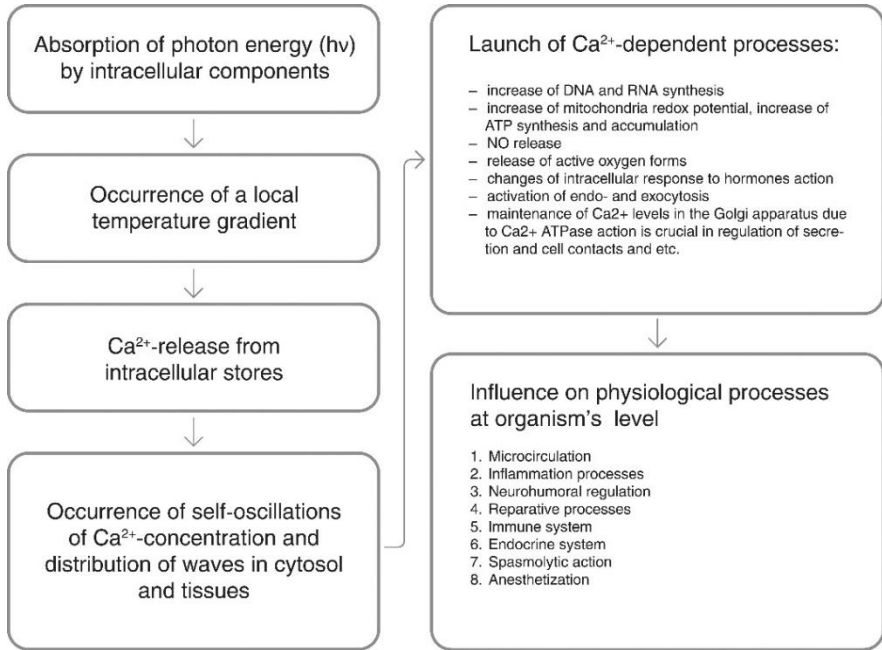 Absorption of photon energy (hν)
by intracellular components
Occurrence of a local
temperature gradient
Ca²⁺-release from
intracellular stores
Occurrence of self-oscillations
of Ca²⁺-concentration and
distribution of waves in cytosol
and tissues
Launch of Ca²⁺-dependent processes:
– increase of DNA and RNA synthesis
– increase of mitochondria redox potential, increase of
ATP synthesis and accumulation
– NO release
– release of active oxygen forms
– changes of intracellular response to hormones action
– activation of endo- and exocytosis
– maintenance of Ca2+ levels in the Golgi apparatus due
to Ca2+ ATPase action is crucial in regulation of secre-
tion and cell contacts and etc.
Influence on physiological processes
at organism's level
1. Microcirculation
2. Inflammation processes
3. Neurohumoral regulation
4. Reparative processes
5. Immune system
6. Endocrine system
7. Spasmolytic action
8. Anesthetization